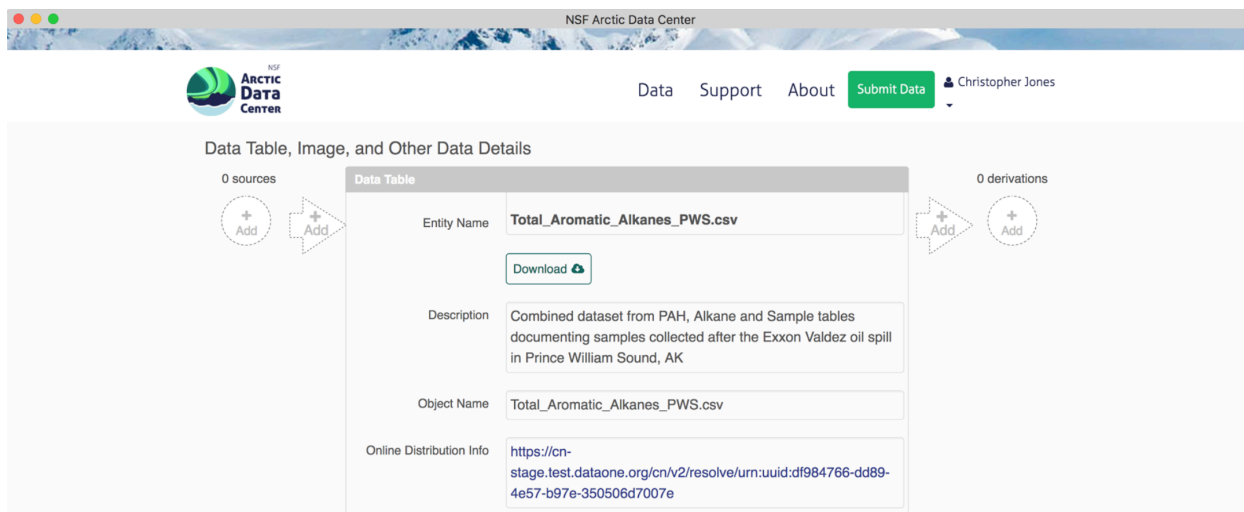 NSF Arctic Data Center
NSF
ARCTIC
DATA
CENTER
Data
Support
About
Submit Data
Christopher Jones
Data Table, Image, and Other Data Details
0 sources
Data Table
0 derivations
+
Add
+
Add
Entity Name
Total_Aromatic_Alkanes_PWS.csv
+
Add
+
Add
Download
Description
Combined dataset from PAH, Alkane and Sample tables
documenting samples collected after the Exxon Valdez oil spill
in Prince William Sound, AK
Object Name
Total_Aromatic_Alkanes_PWS.csv
Online Distribution Info
https://cn-
stage.test.dataone.org/cn/v2/resolve/urn:uuid:df984766-dd89-
4e57-b97e-350506d7007e